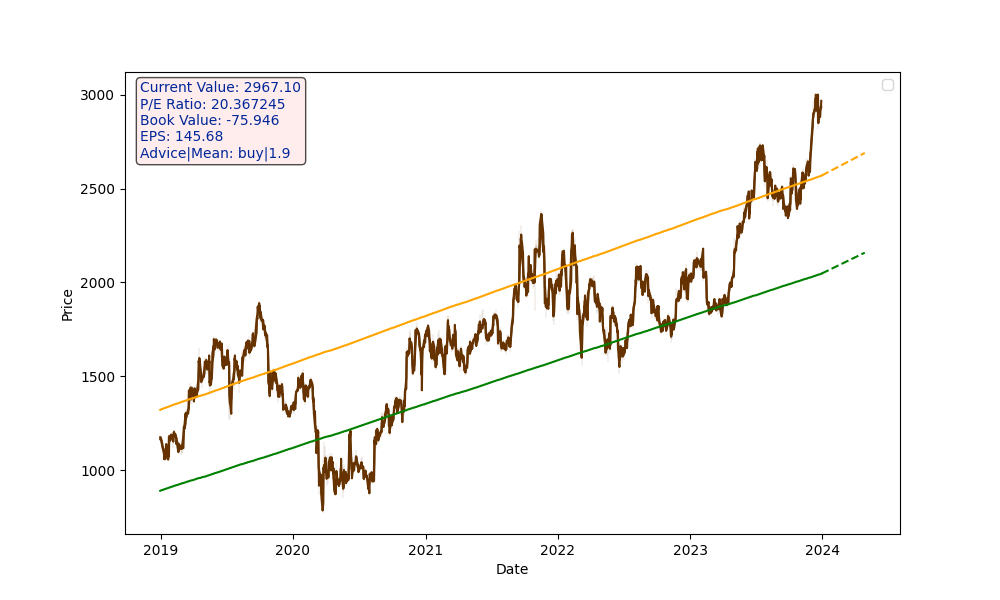 Current Value: 2967.10
P/E Ratio: 20.367245
Book Value: -75.946
EPS: 145.68
Advice|Mean: buy|1.9
3000
2500
2000
1500
1000
Price
2019 2020 2021 2022 2023 2024
Date